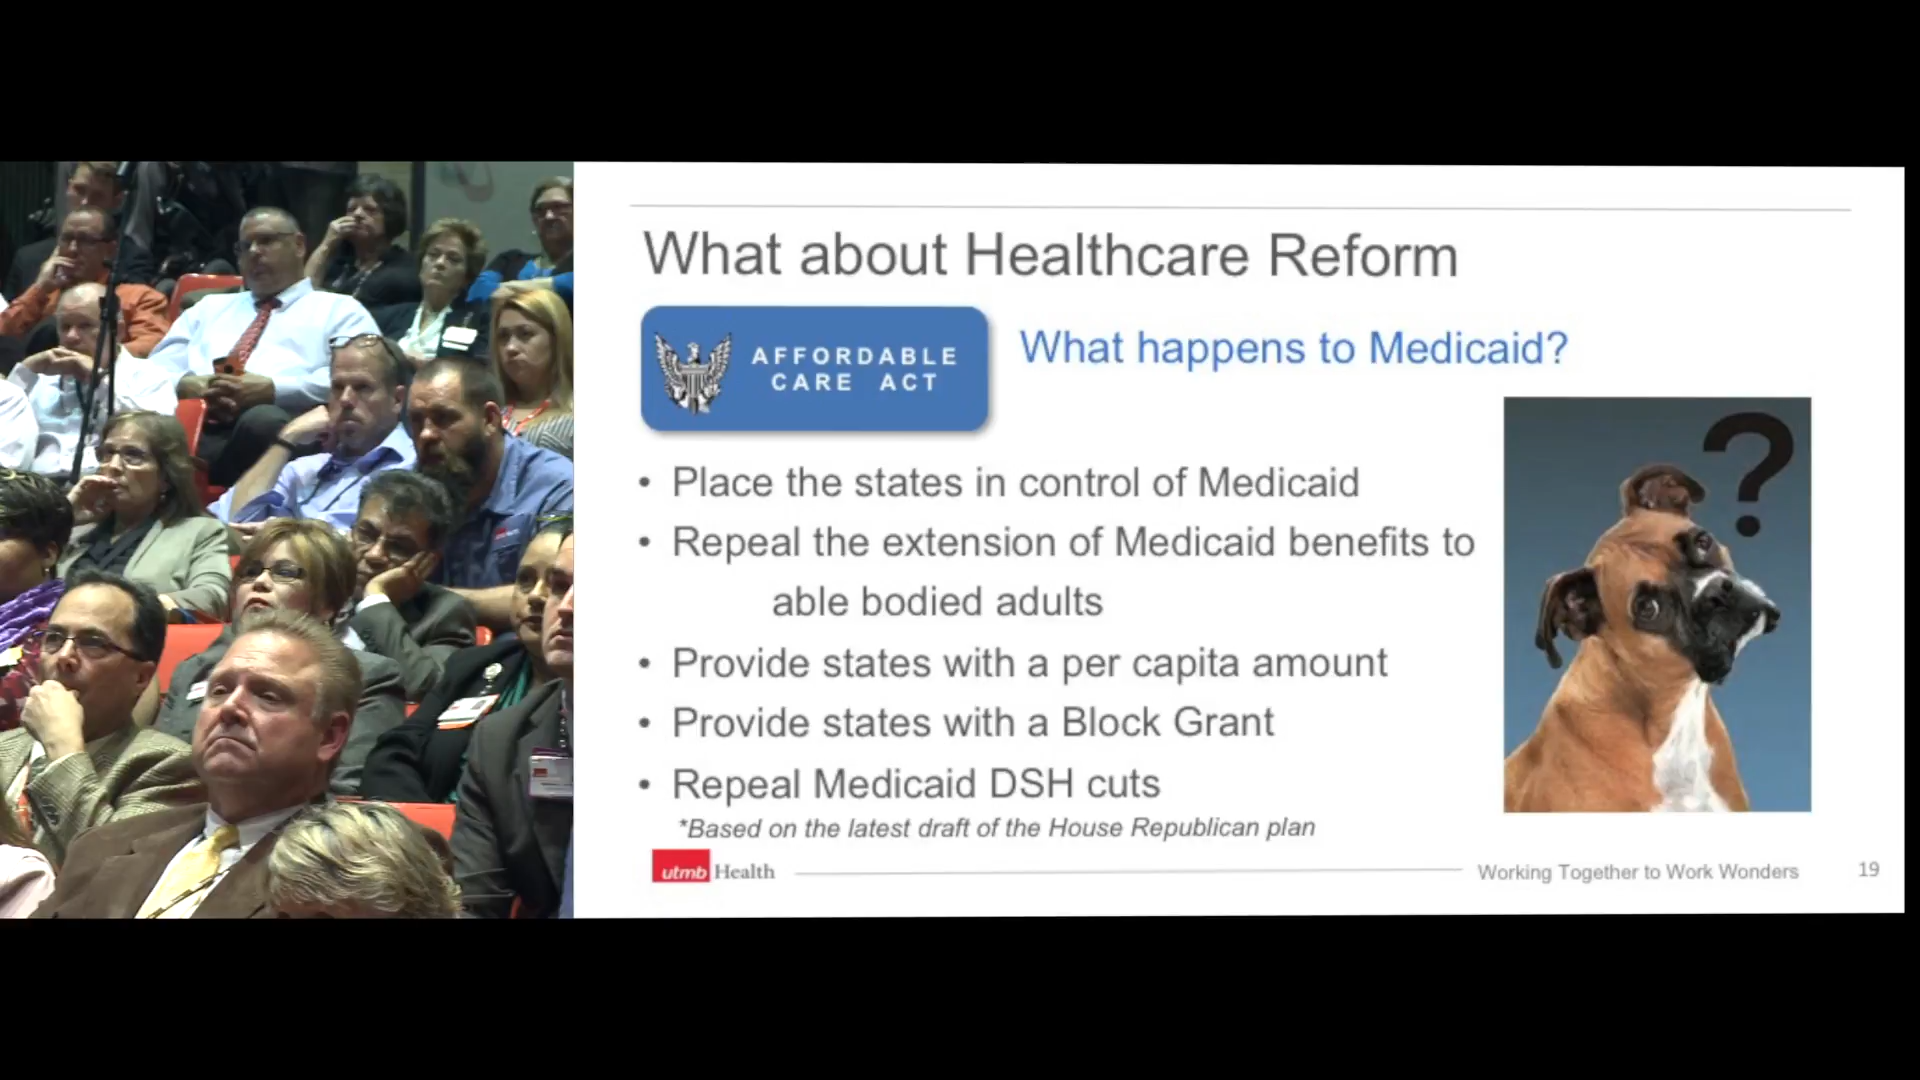 What about Healthcare Reform
AFFORDABLE
CARE ACT
What happens to Medicaid?
?
• Place the states in control of Medicaid
• Repeal the extension of Medicaid benefits to
able bodied adults
• Provide states with a per capita amount
• Provide states with a Block Grant
• Repeal Medicaid DSH cuts
*Based on the latest draft of the House Republican plan
utmb Health
Working Together to Work Wonders
19